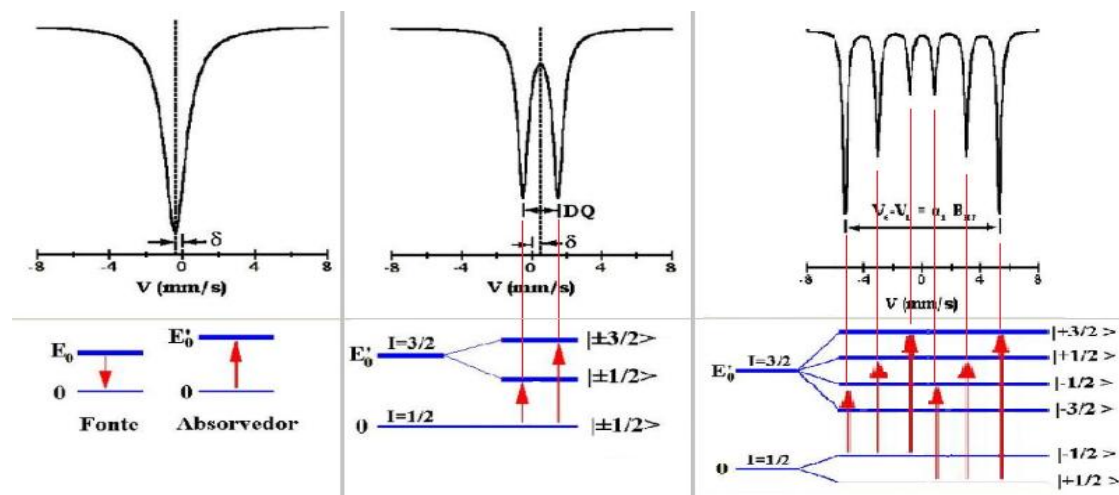 -8 -4 0 4 8
V (mm/s)
δ
E₀
0
Fonte
E'₀
0
Absorvedor
DQ
δ
-8 -4 0 4 8
V (mm/s)
E'₀
I=3/2
|±3/2>
|±1/2>
0
I=1/2
|±1/2>
-8 -4 0 4 8
V (mm/s)
E'₀
I=3/2
|+3/2>
|+1/2>
|-1/2>
|-3/2>
0
I=1/2
|-1/2>
|+1/2>